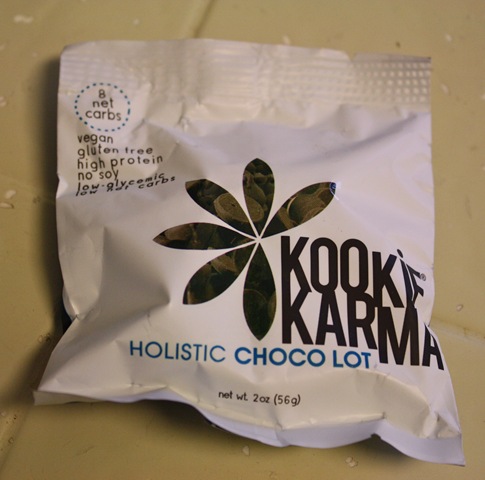 8
net
carbs
vegan
gluten free
high protein
no soy
low-glycemic
low net carbs
KOOKiE®
KARMA
HOLISTIC CHOCO LOT
net wt. 2oz (56g)